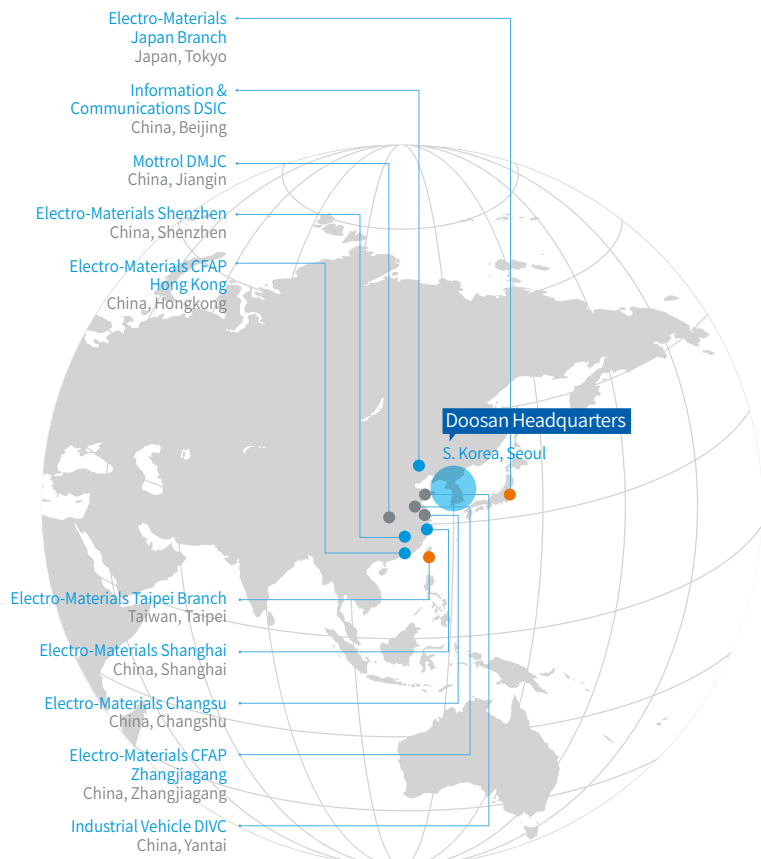 Electro-Materials
Japan Branch
Japan, Tokyo
Information &
Communications DSIC
China, Beijing
Mottrol DMJC
China, Jiangin
Electro-Materials Shenzhen
China, Shenzhen
Electro-Materials CFAP
Hong Kong
China, Hongkong
Doosan Headquarters
S. Korea, Seoul
Electro-Materials Taipei Branch
Taiwan, Taipei
Electro-Materials Shanghai
China, Shanghai
Electro-Materials Changsu
China, Changshu
Electro-Materials CFAP
Zhangjiagang
China, Zhangjiagang
Industrial Vehicle DIVC
China, Yantai